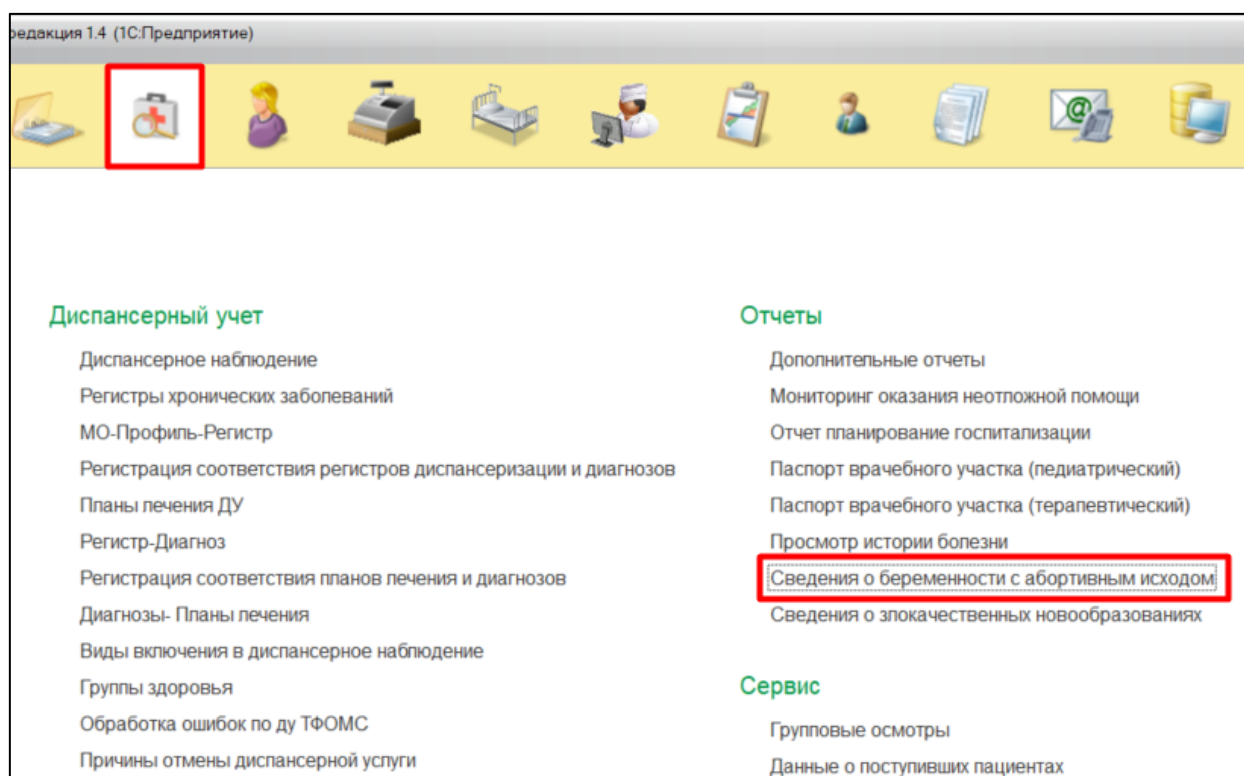 редакция 1.4 (1С:Предприятие)
Диспансерный учет
Диспансерное наблюдение
Регистры хронических заболеваний
МО-Профиль-Регистр
Регистрация соответствия регистров диспансеризации и диагнозов
Планы лечения ДУ
Регистр-Диагноз
Регистрация соответствия планов лечения и диагнозов
Диагнозы- Планы лечения
Виды включения в диспансерное наблюдение
Группы здоровья
Обработка ошибок по ду ТФОМС
Причины отмены диспансерной услуги
Отчеты
Дополнительные отчеты
Мониторинг оказания неотложной помощи
Отчет планирование госпитализации
Паспорт врачебного участка (педиатрический)
Паспорт врачебного участка (терапевтический)
Просмотр истории болезни
Сведения о беременности с абортивным исходом
Сведения о злокачественных новообразованиях
Сервис
Групповые осмотры
Данные о поступивших пациентах